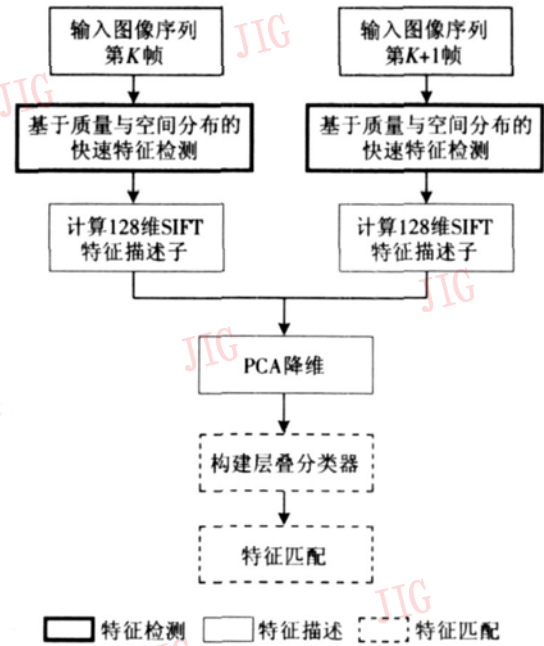 输入图像序列
第K帧
输入图像序列
第K+1帧
基于质量与空间分布的
快速特征检测
基于质量与空间分布的
快速特征检测
计算128维SIFT
特征描述子
计算128维SIFT
特征描述子
PCA降维
构建层叠分类器
特征匹配
特征检测
特征描述
特征匹配
JIG
JIG
JIG
JIG
JIG